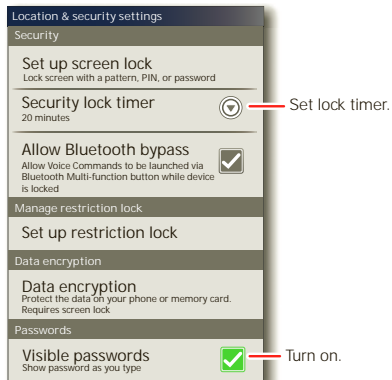 Location & security settings
Security
Set up screen lock
Lock screen with a pattern, PIN, or password
Security lock timer
20 minutes
Set lock timer.
Allow Bluetooth bypass
Allow Voice Commands to be launched via
Bluetooth Multi-function button while device
is locked
Manage restriction lock
Set up restriction lock
Data encryption
Data encryption
Protect the data on your phone or memory card.
Requires screen lock
Passwords
Visible passwords
Show password as you type
Turn on.